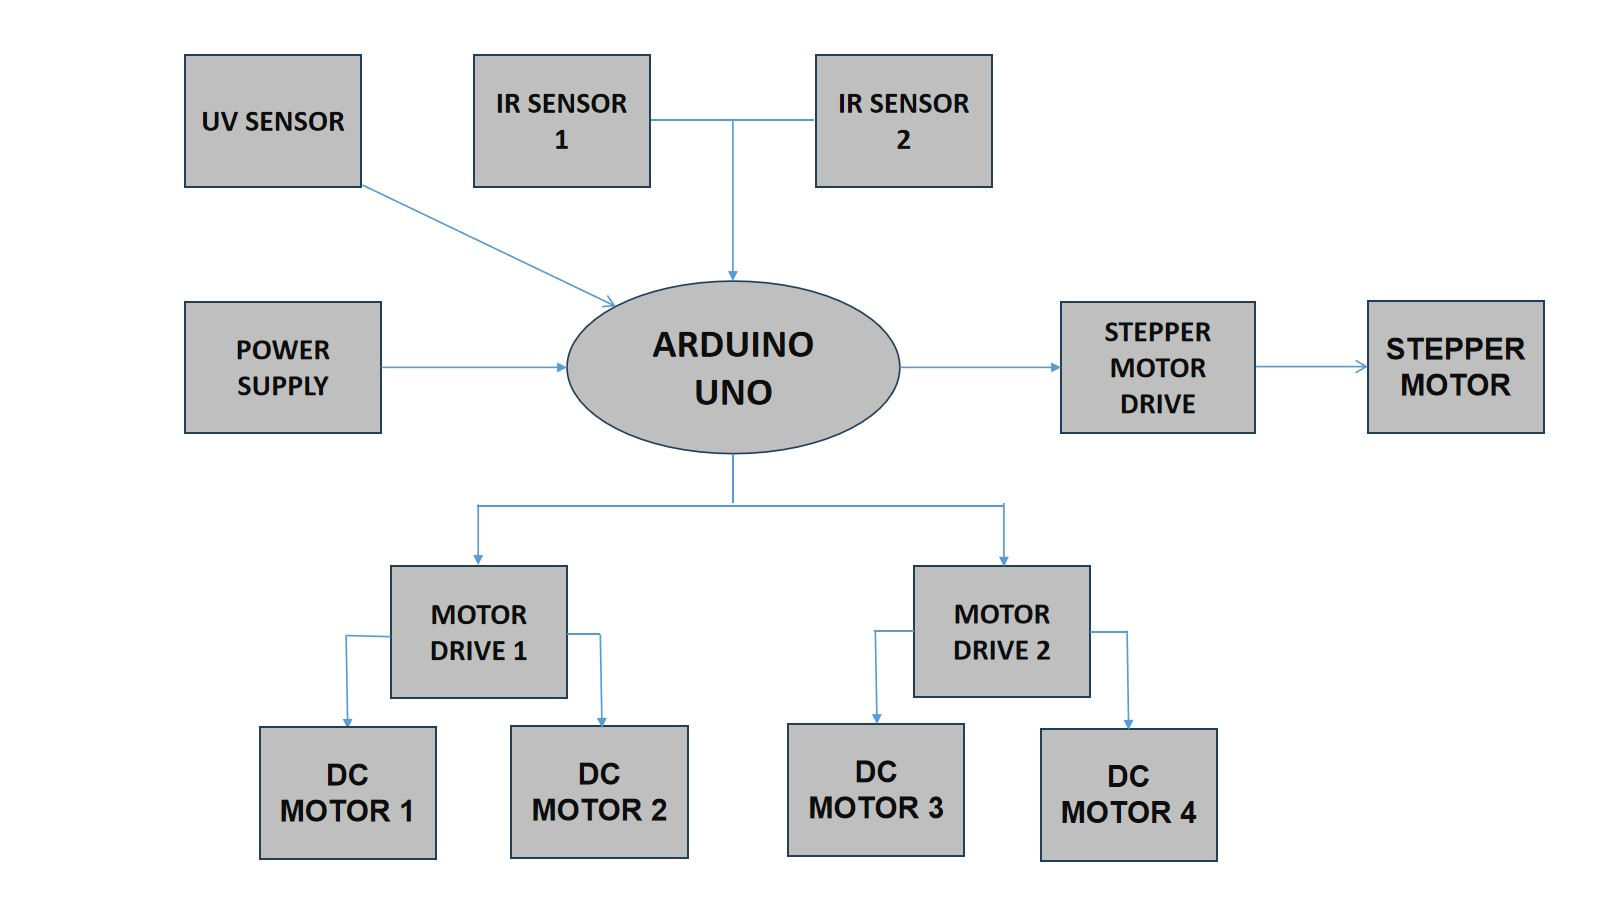 UV SENSOR
IR SENSOR
1
IR SENSOR
2
POWER
SUPPLY
ARDUINO
UNO
STEPPER
MOTOR
DRIVE
STEPPER
MOTOR
MOTOR
DRIVE 1
MOTOR
DRIVE 2
DC
MOTOR 1
DC
MOTOR 2
DC
MOTOR 3
DC
MOTOR 4